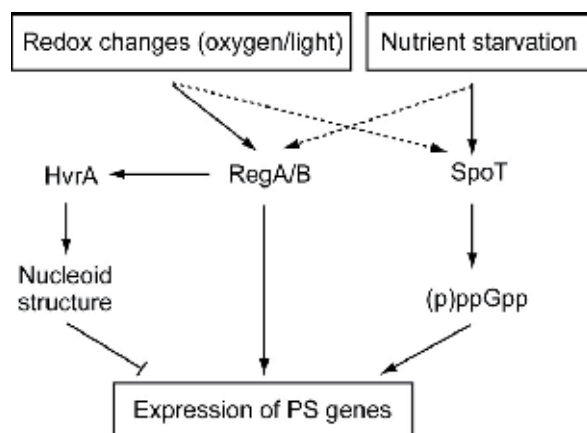 Redox changes (oxygen/light)
Nutrient starvation
HvrA
RegA/B
SpoT
Nucleoid
structure
(p)ppGpp
Expression of PS genes